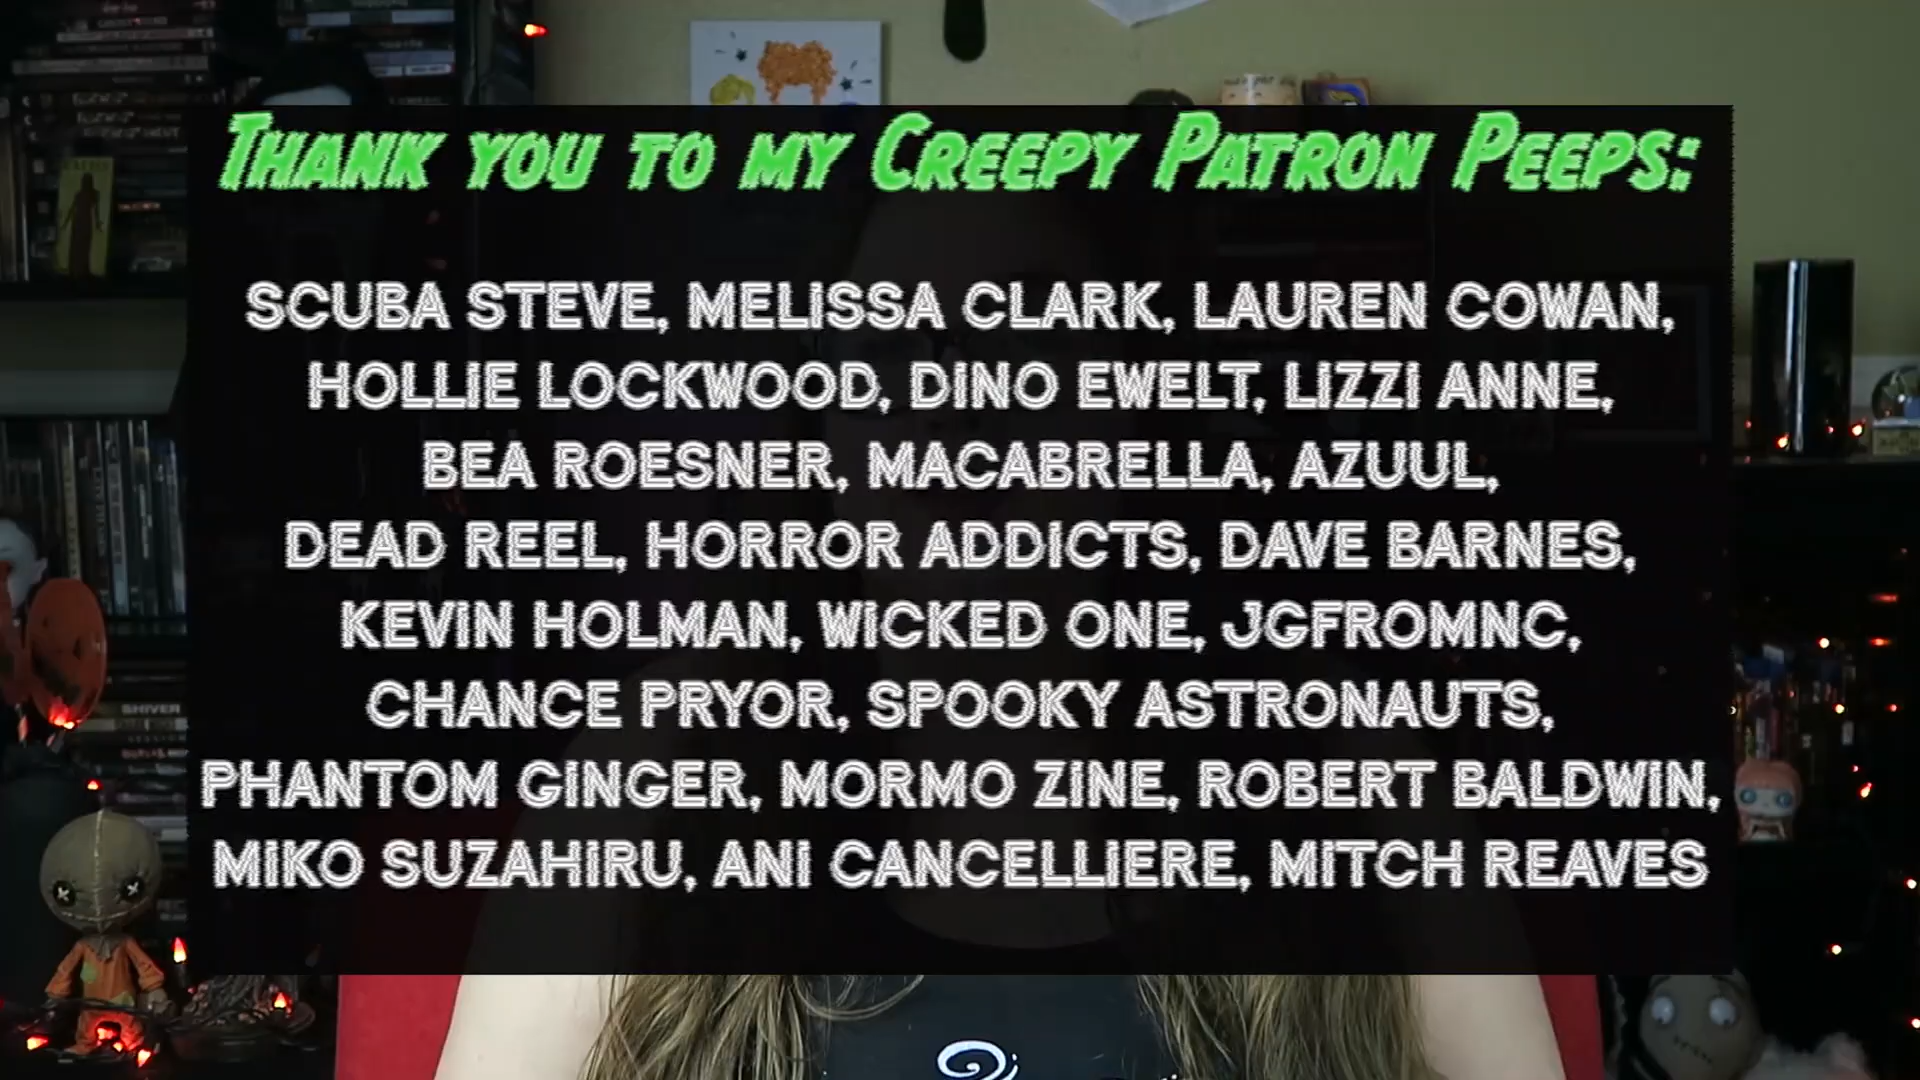 Thank you to my Creepy Patron Peeps:
SCUBA STEVE, MELISSA CLARK, LAUREN COWAN,
HOLLIE LOCKWOOD, DINO EWELT, LIZZI ANNE,
BEA ROESNER, MACABRELLA, AZUUL,
DEAD REEL, HORROR ADDICTS, DAVE BARNES,
KEVIN HOLMAN, WICKED ONE, JGFROMNC,
CHANCE PRYOR, SPOOKY ASTRONAUTS,
PHANTOM GINGER, MORMO ZINE, ROBERT BALDWIN,
MIKO SUZAHIRU, ANI CANCELLIERE, MITCH REAVES
SHIVER